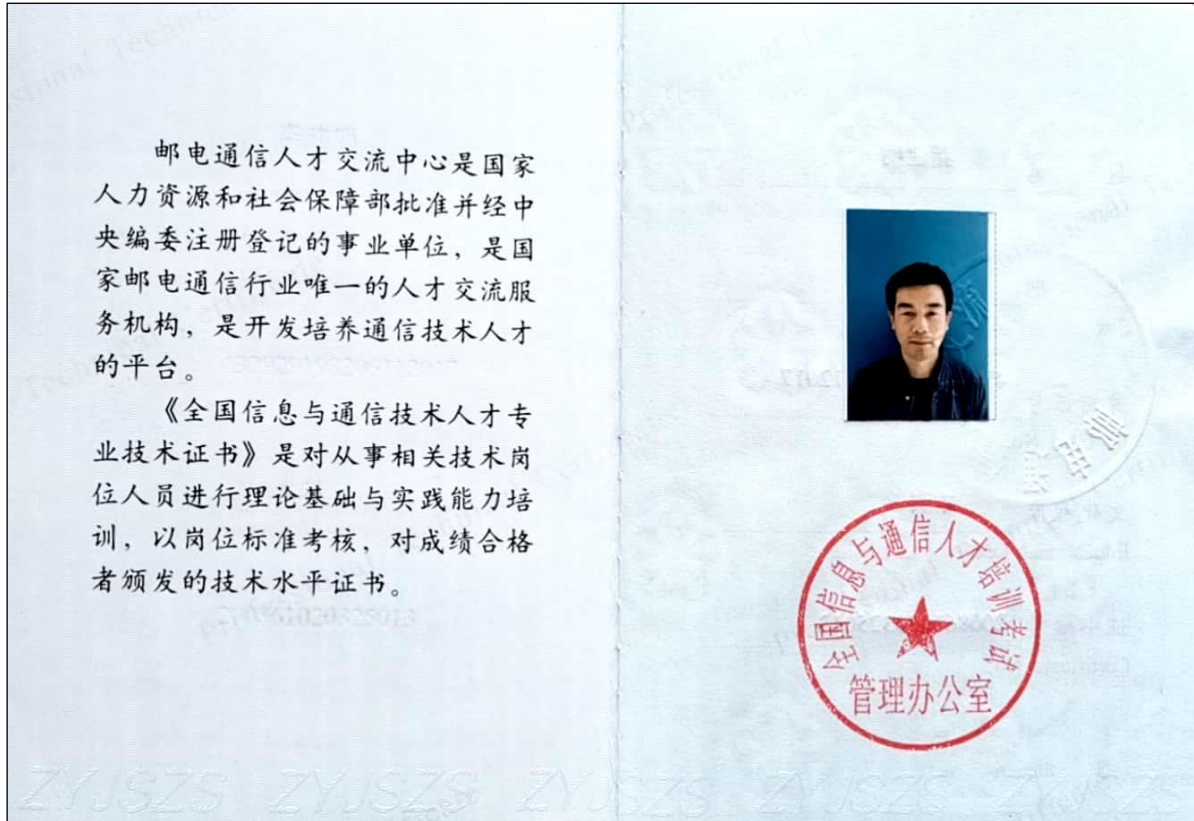 邮电通信人才交流中心是国家
人力资源和社会保障部批准并经中
央编委注册登记的事业单位，是国
家邮电通信行业唯一的人才交流服
务机构，是开发培养通信技术人才
的平台。
《全国信息与通信技术人才专
业技术证书》是对从事相关技术岗
位人员进行理论基础与实践能力培
训，以岗位标准考核，对成绩合格
者颁发的技术水平证书。
全国信息与通信人才培训考试
管理办公室
邮电通
ZYJSZS ZYJSZS ZYJSZS ZYJSZS ZYJSZS